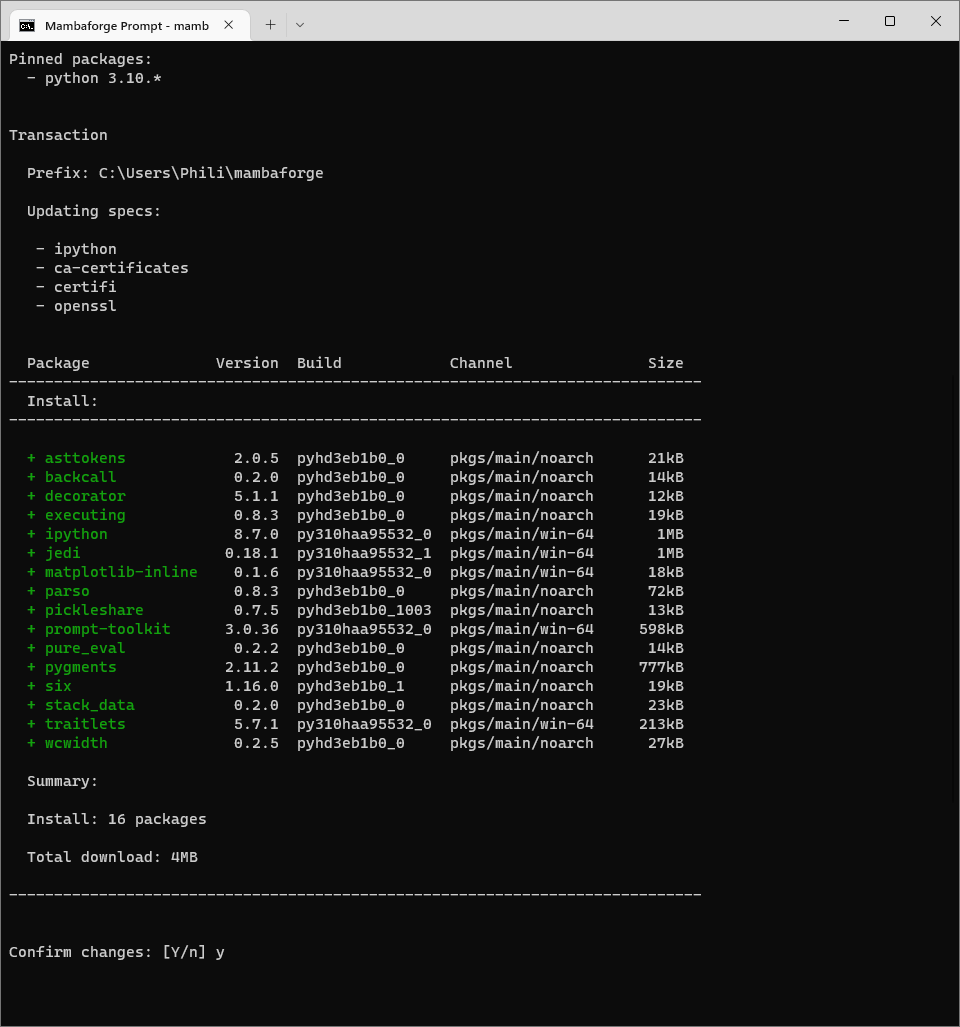 Mambaforge Prompt - mamb
Pinned packages:
  - python 3.10.*
Transaction
  Prefix: C:\Users\Phili\mambaforge
  Updating specs:
   - ipython
   - ca-certificates
   - certifi
   - openssl
  Package              Version  Build            Channel               Size
  Install:
  + asttokens            2.0.5  pyhd3eb1b0_0     pkgs/main/noarch      21kB
  + backcall             0.2.0  pyhd3eb1b0_0     pkgs/main/noarch      14kB
  + decorator            5.1.1  pyhd3eb1b0_0     pkgs/main/noarch      12kB
  + executing            0.8.3  pyhd3eb1b0_0     pkgs/main/noarch      19kB
  + ipython              8.7.0  py310haa95532_0  pkgs/main/win-64       1MB
  + jedi                0.18.1  py310haa95532_1  pkgs/main/win-64       1MB
  + matplotlib-inline    0.1.6  py310haa95532_0  pkgs/main/win-64      18kB
  + parso                0.8.3  pyhd3eb1b0_0     pkgs/main/noarch      72kB
  + pickleshare          0.7.5  pyhd3eb1b0_1003  pkgs/main/noarch      13kB
  + prompt-toolkit      3.0.36  py310haa95532_0  pkgs/main/win-64     598kB
  + pure_eval            0.2.2  pyhd3eb1b0_0     pkgs/main/noarch      14kB
  + pygments            2.11.2  pyhd3eb1b0_0     pkgs/main/noarch     777kB
  + six                 1.16.0  pyhd3eb1b0_1     pkgs/main/noarch      19kB
  + stack_data           0.2.0  pyhd3eb1b0_0     pkgs/main/noarch      23kB
  + traitlets            5.7.1  py310haa95532_0  pkgs/main/win-64     213kB
  + wcwidth              0.2.5  pyhd3eb1b0_0     pkgs/main/noarch      27kB
  Summary:
  Install: 16 packages
  Total download: 4MB
Confirm changes: [Y/n] y